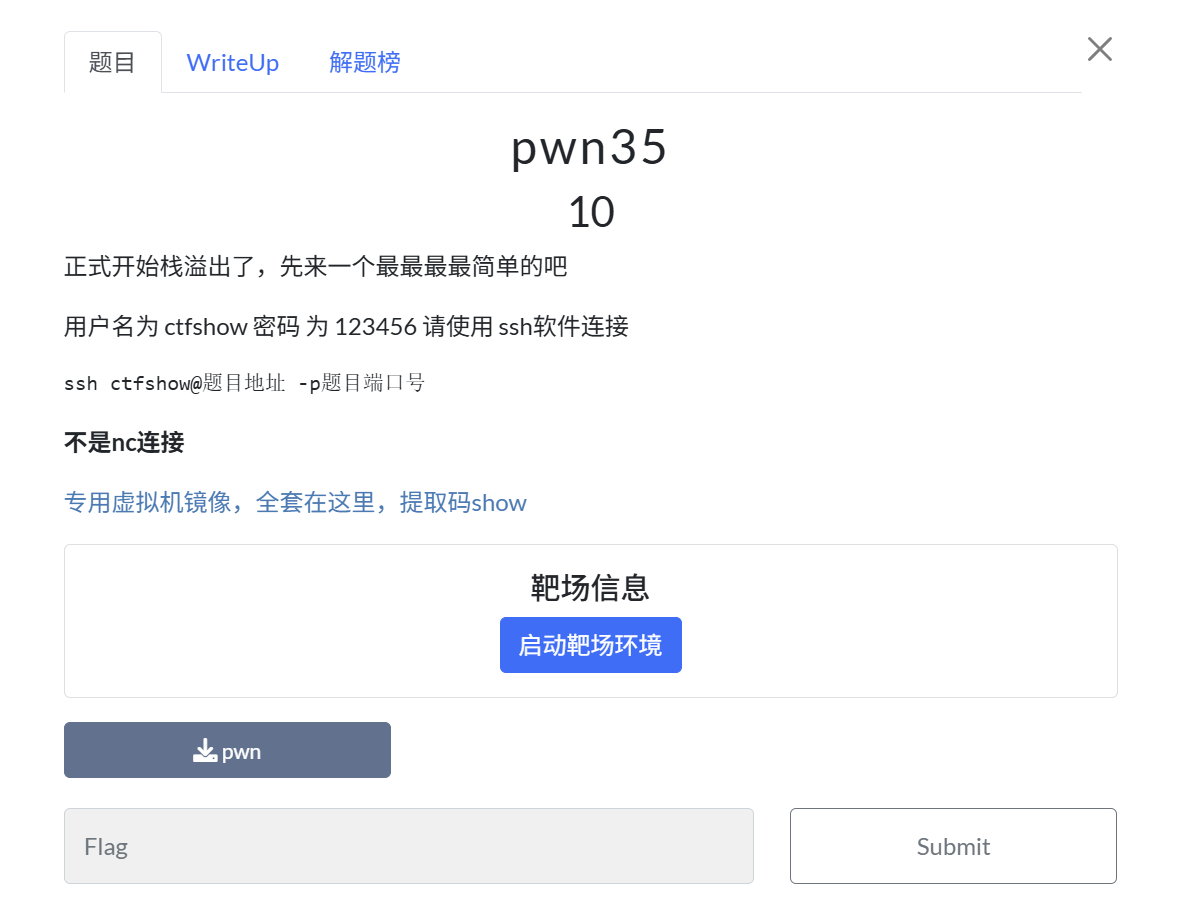 题目 WriteUp 解题榜
pwn35
10
正式开始栈溢出了，先来一个最最最最简单的吧
用户名为 ctfshow 密码 为 123456 请使用 ssh软件连接
ssh ctfshow@题目地址 -p题目端口号
不是nc连接
专用虚拟机镜像，全套在这里，提取码show
靶场信息
启动靶场环境
pwn
Flag Submit